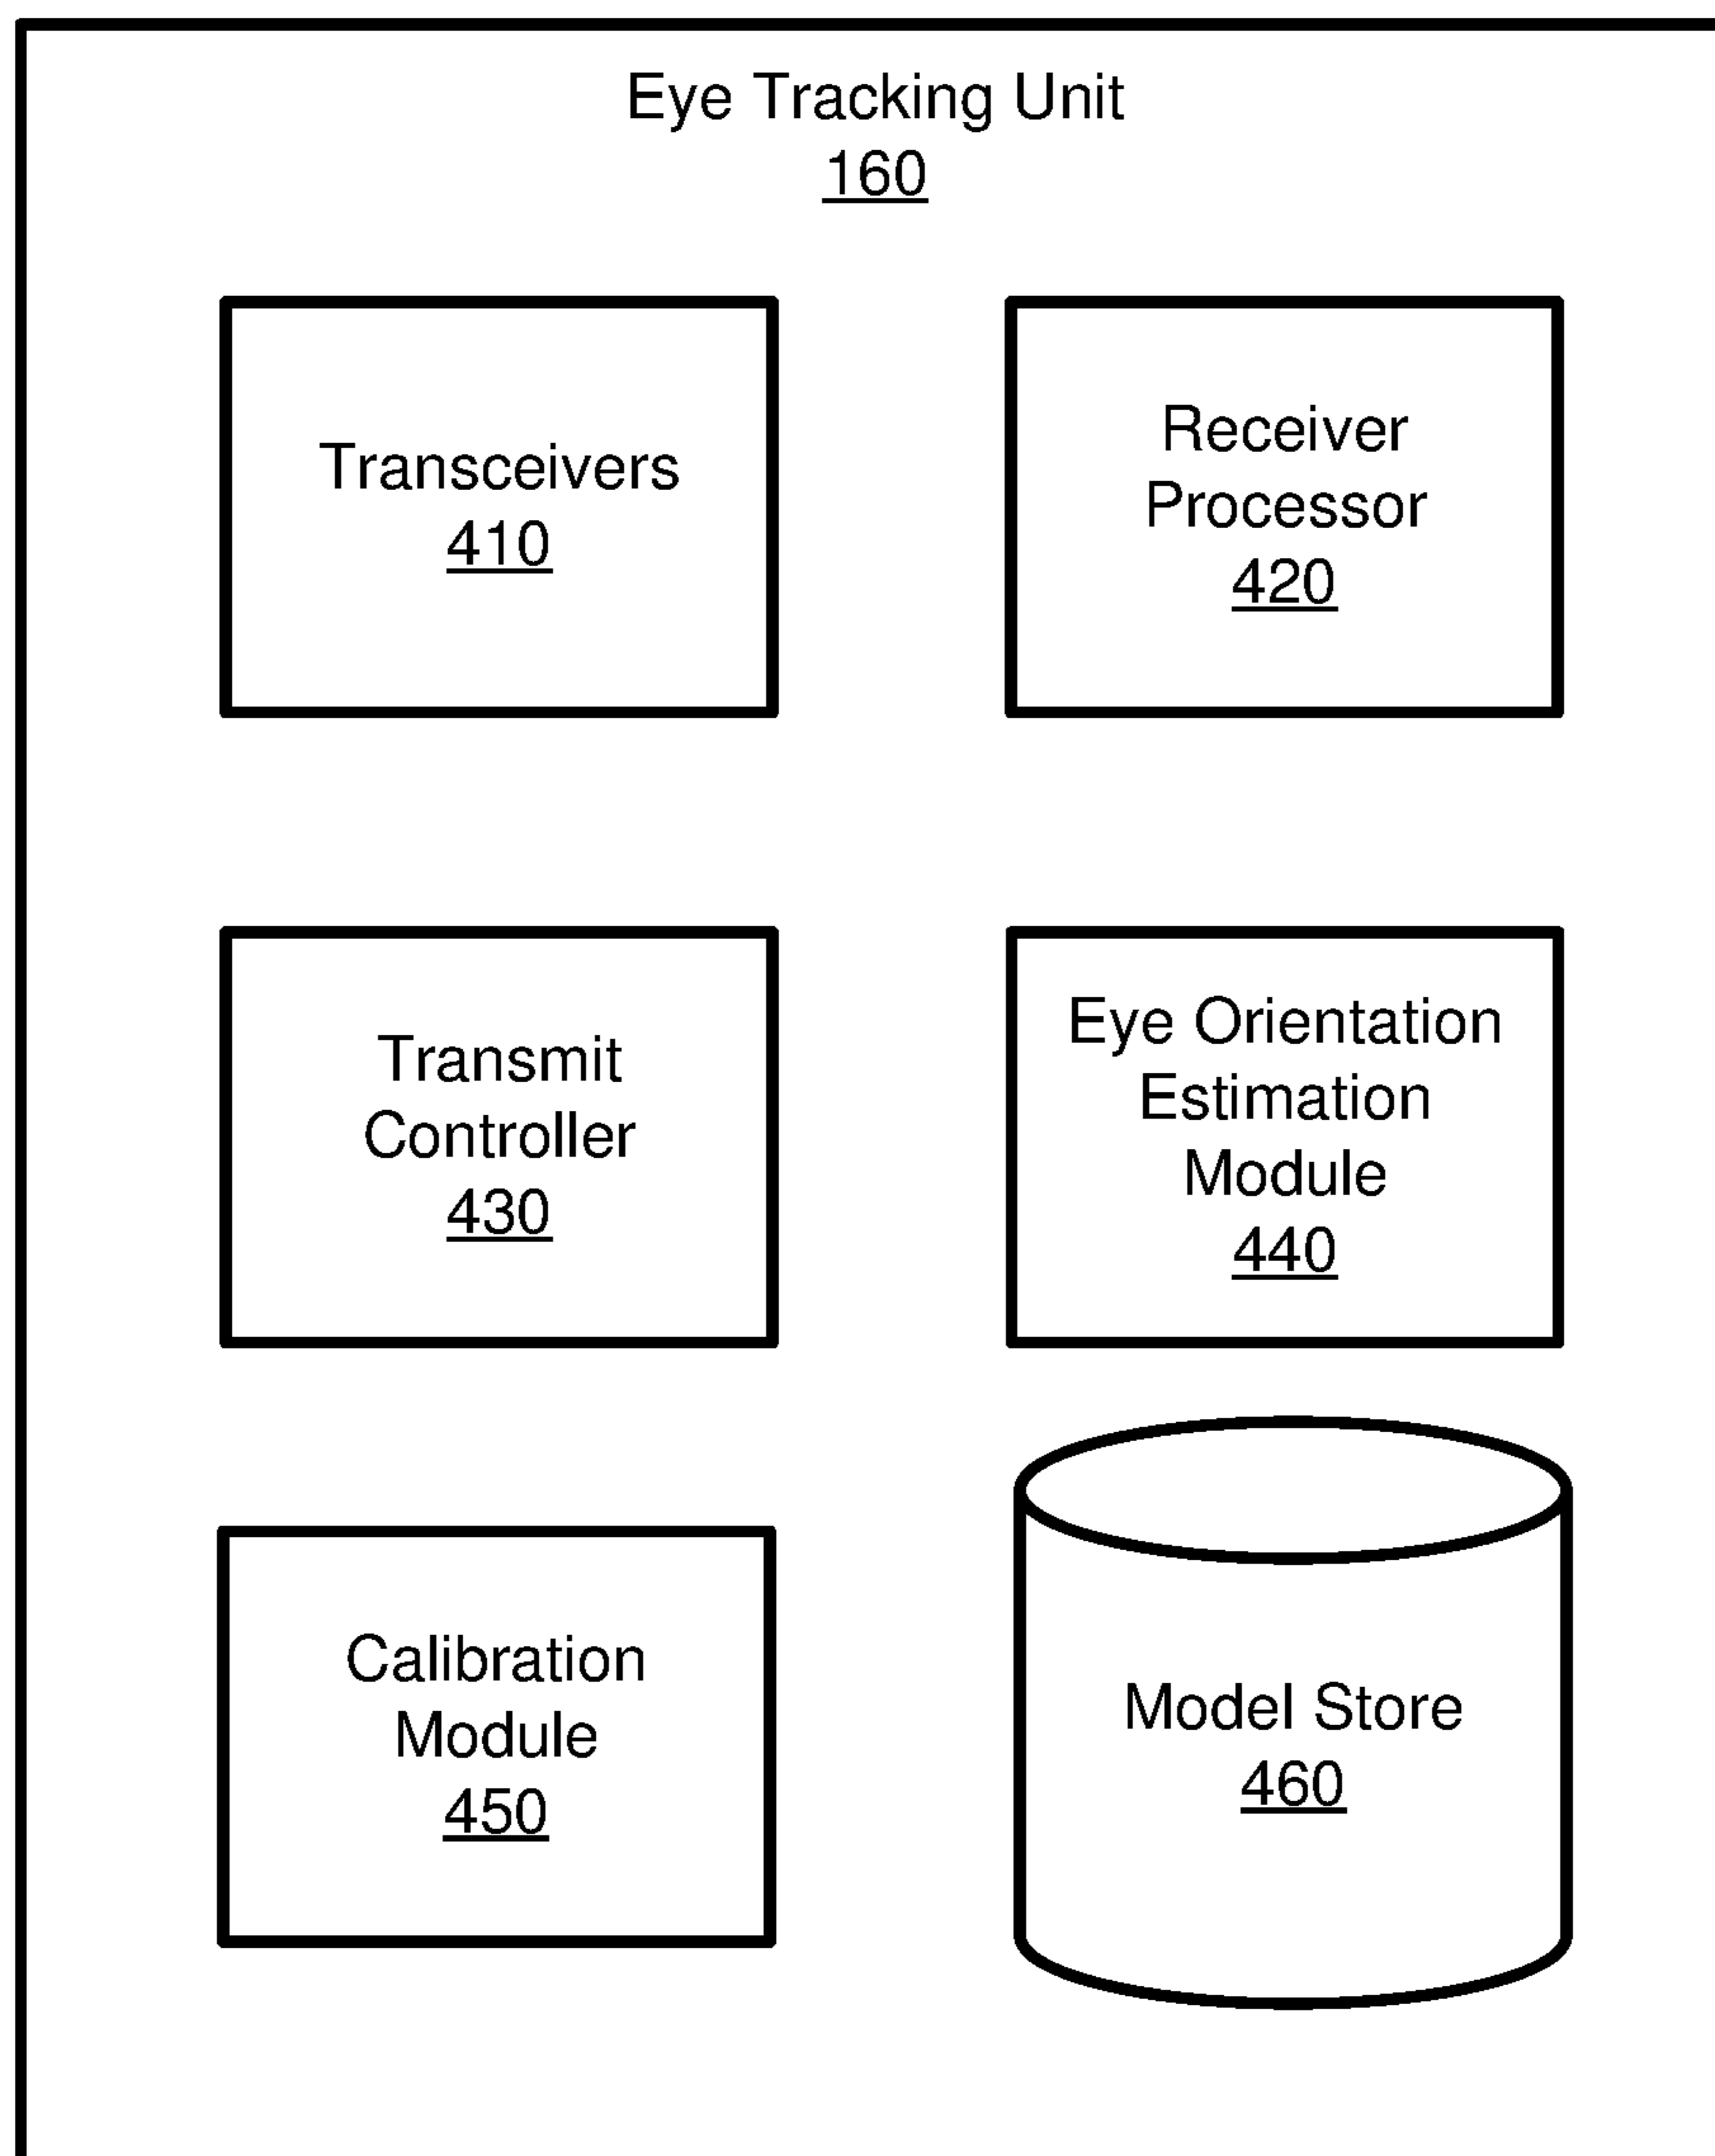 Eye Tracking Unit
160
Transceivers
410
Receiver
Processor
420
Transmit
Controller
430
Eye Orientation
Estimation
Module
440
Calibration
Module
450
Model Store
460